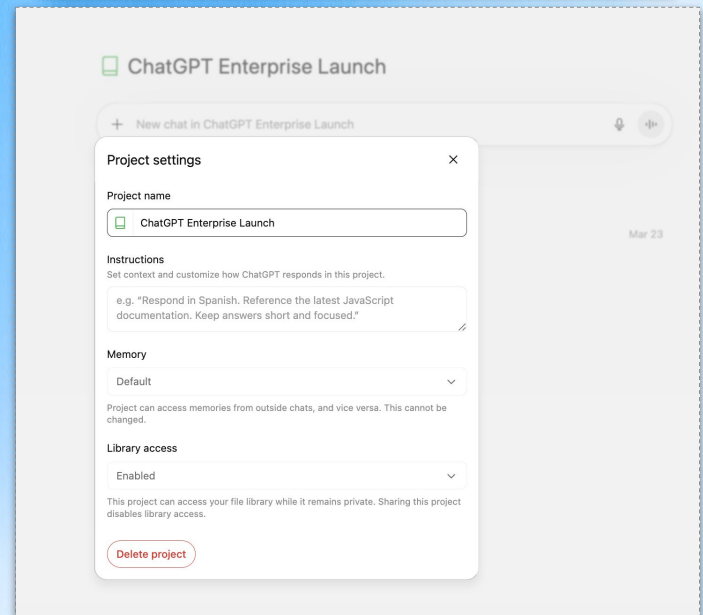 ChatGPT Enterprise Launch
New chat in ChatGPT Enterprise Launch
Mar 23
Project settings
Project name
ChatGPT Enterprise Launch
Instructions
Set context and customize how ChatGPT responds in this project.
e.g. “Respond in Spanish. Reference the latest JavaScript
documentation. Keep answers short and focused.”
Memory
Default
Project can access memories from outside chats, and vice versa. This cannot be
changed.
Library access
Enabled
This project can access your file library while it remains private. Sharing this project
disables library access.
Delete project